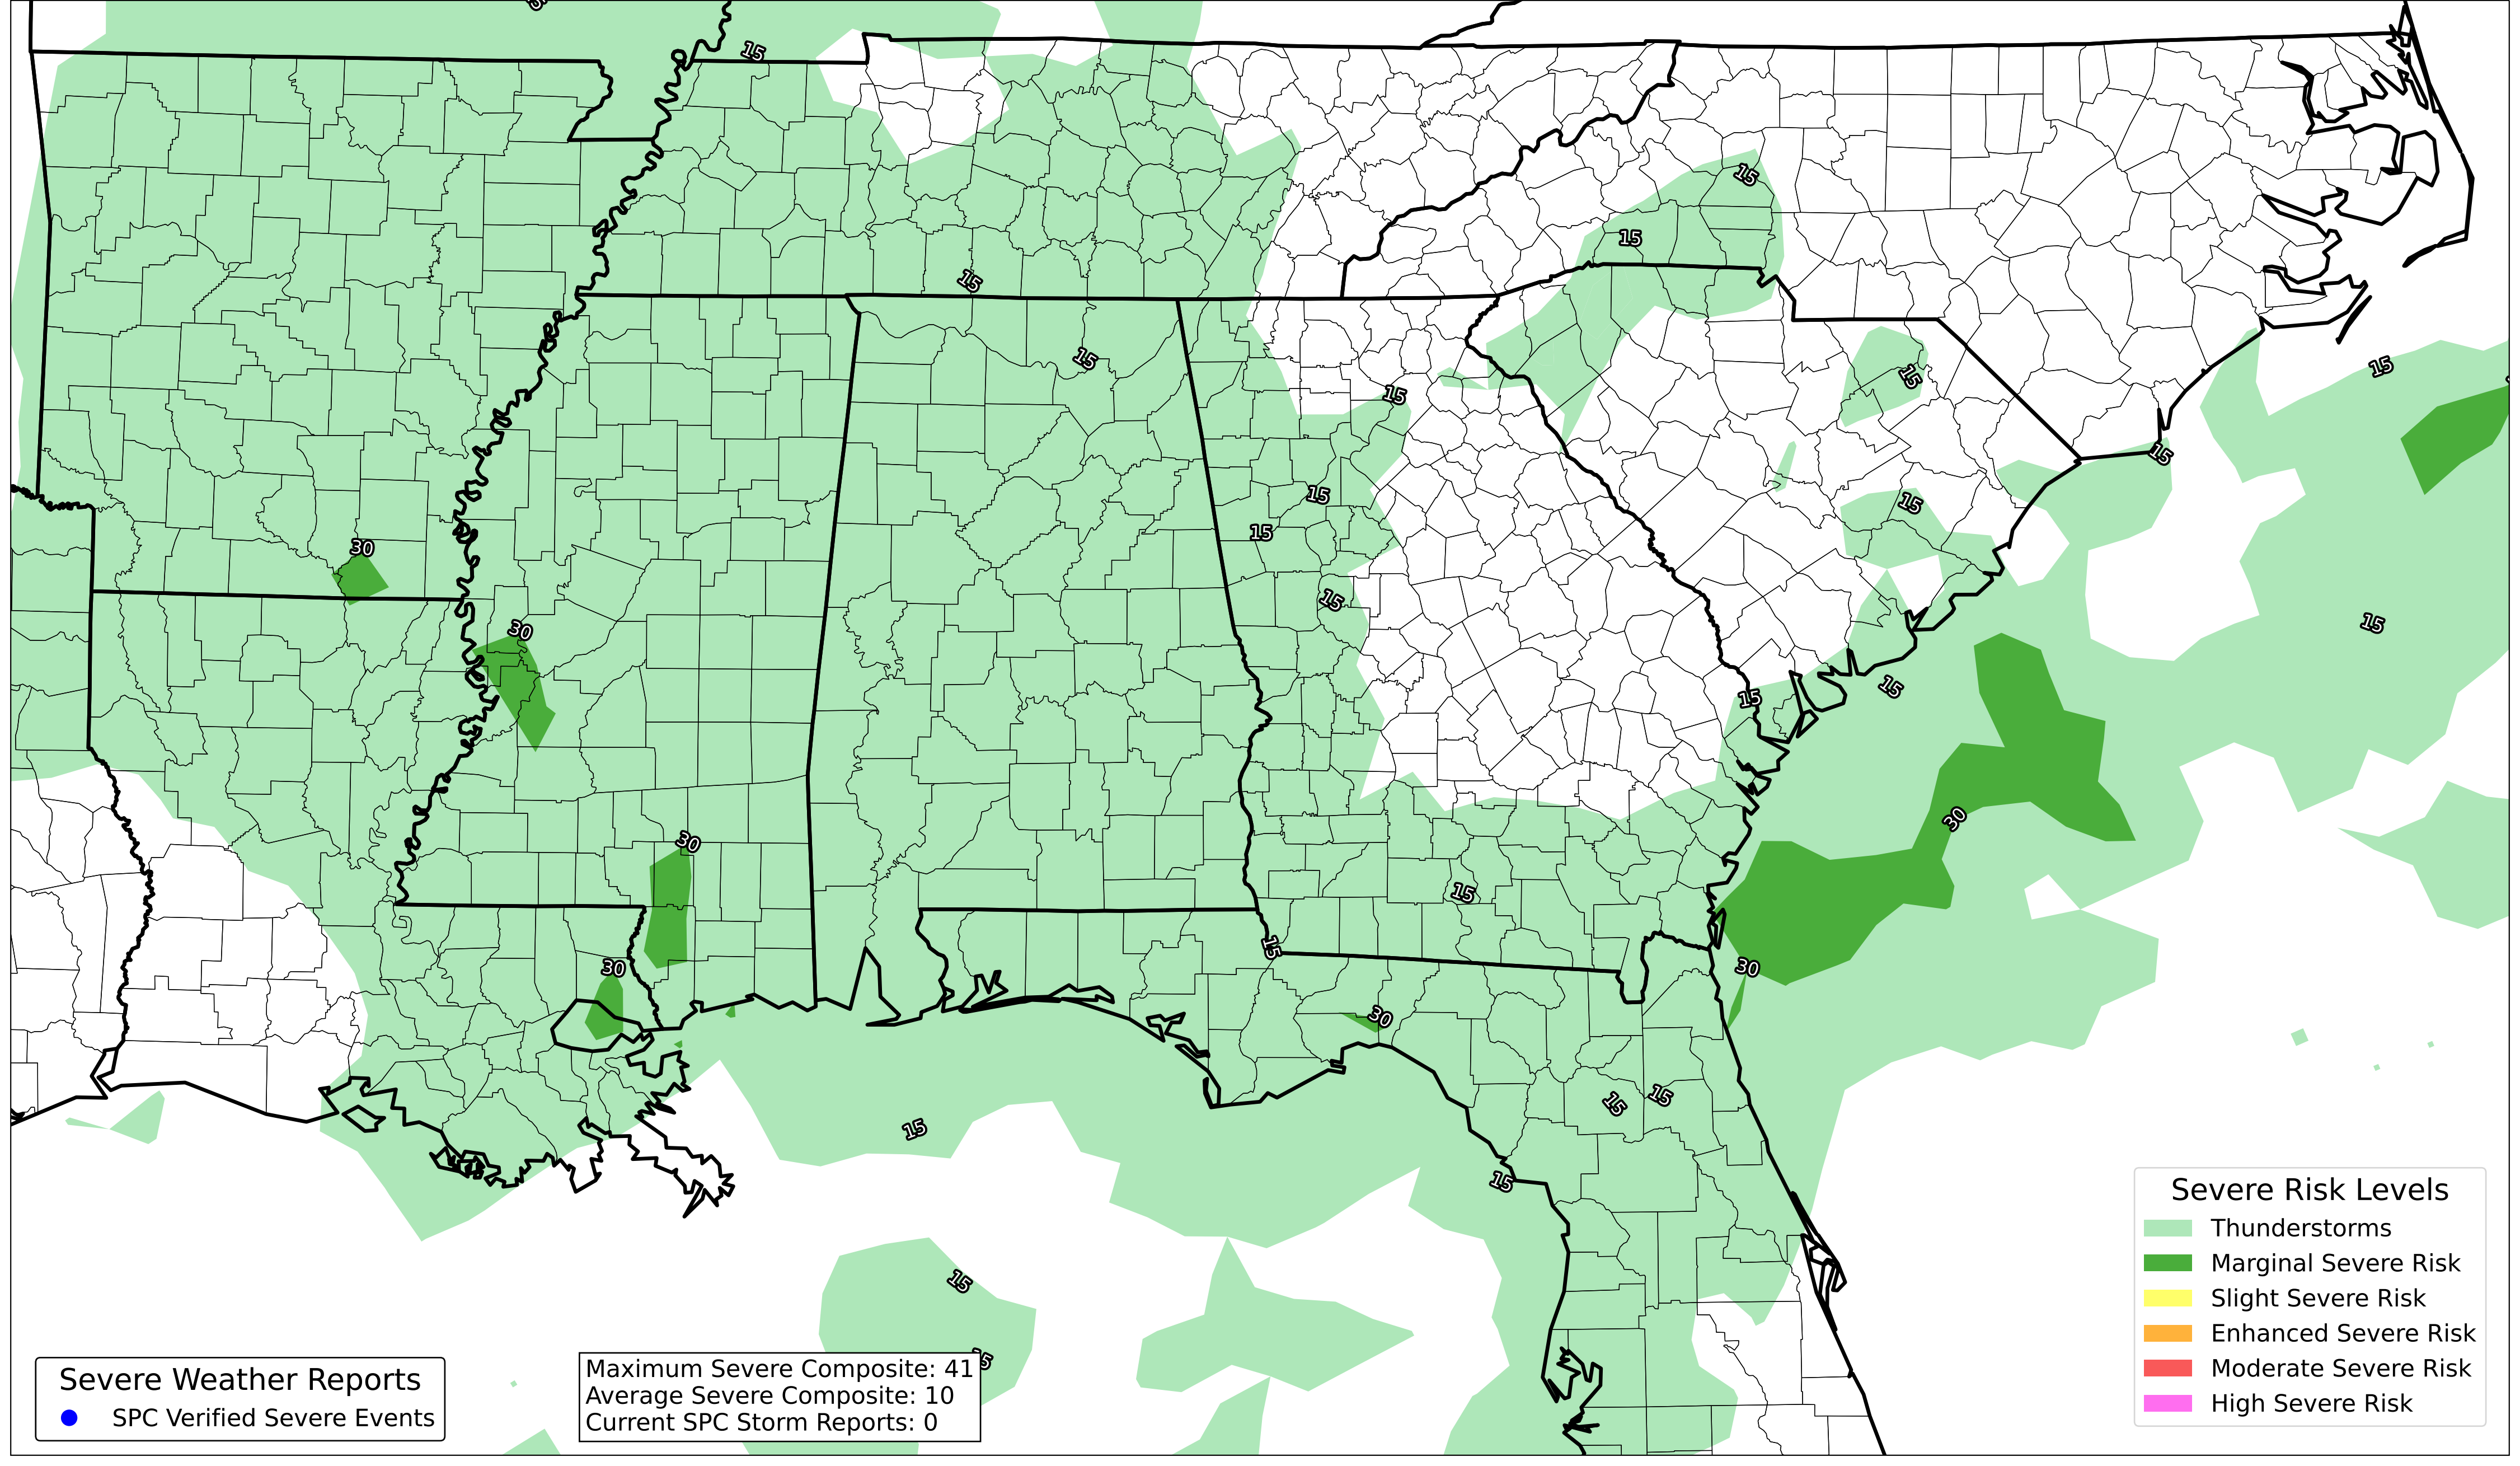 15
15
15
15
15
15
15
15
15
15
15
15
30
15
15
30
15
15
15
30
30
15
15
30
30
30
15
15
15
15
15
Severe Risk Levels
Thunderstorms
Marginal Severe Risk
Slight Severe Risk
Enhanced Severe Risk
Moderate Severe Risk
High Severe Risk
Severe Weather Reports
SPC Verified Severe Events
Maximum Severe Composite: 41
Average Severe Composite: 10
Current SPC Storm Reports: 0